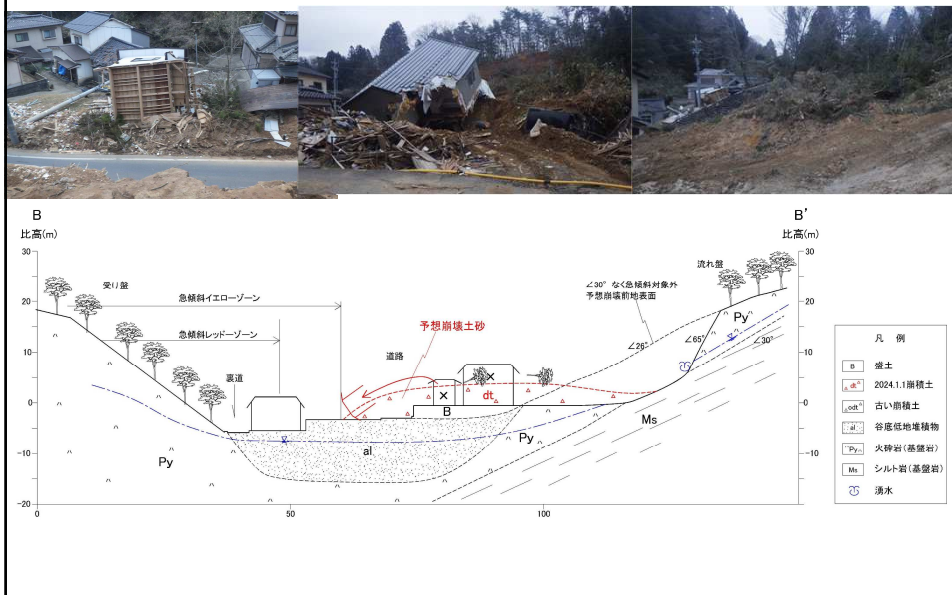 B
比高(m)
B'
比高(m)
30
20
10
0
-10
-20
30
20
10
0
-10
-20
0
50
100
受り盤
急傾斜イエローゾーン
急傾斜レッドゾーン
裏道
道路
予想崩壊土砂
∠30° なく急傾斜対象外
予想崩壊前地表面
流れ盤
∠26°
∠65°
∠30°
Py
dt
B
al
Py
Py
Ms
凡 例
B 盛土
dt 2024.1.1崩積土
odt 古い崩積土
al 谷底低地堆積物
Py 火砕岩(基盤岩)
Ms シルト岩(基盤岩)
湧水